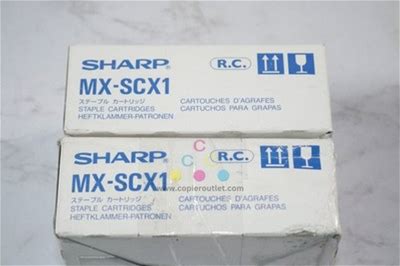 SHARP R.C.
MX-SCX1
ステープル カートリッジ CARTOUCHES D'AGRAFES
STAPLE CARTRIDGES CARTUCHOS PARA GRAPAS
HEFTKLAMMER-PATRONEN
SHARP C R.C.
MX-SCX1 C
www.copieroutlet.com
ステープル カートリッジ CARTOUCHES D'AGRAFES
STAPLE CARTRIDGES CARTUCHOS PARA GRAPAS
HEFTKLAMMER-PATRONEN